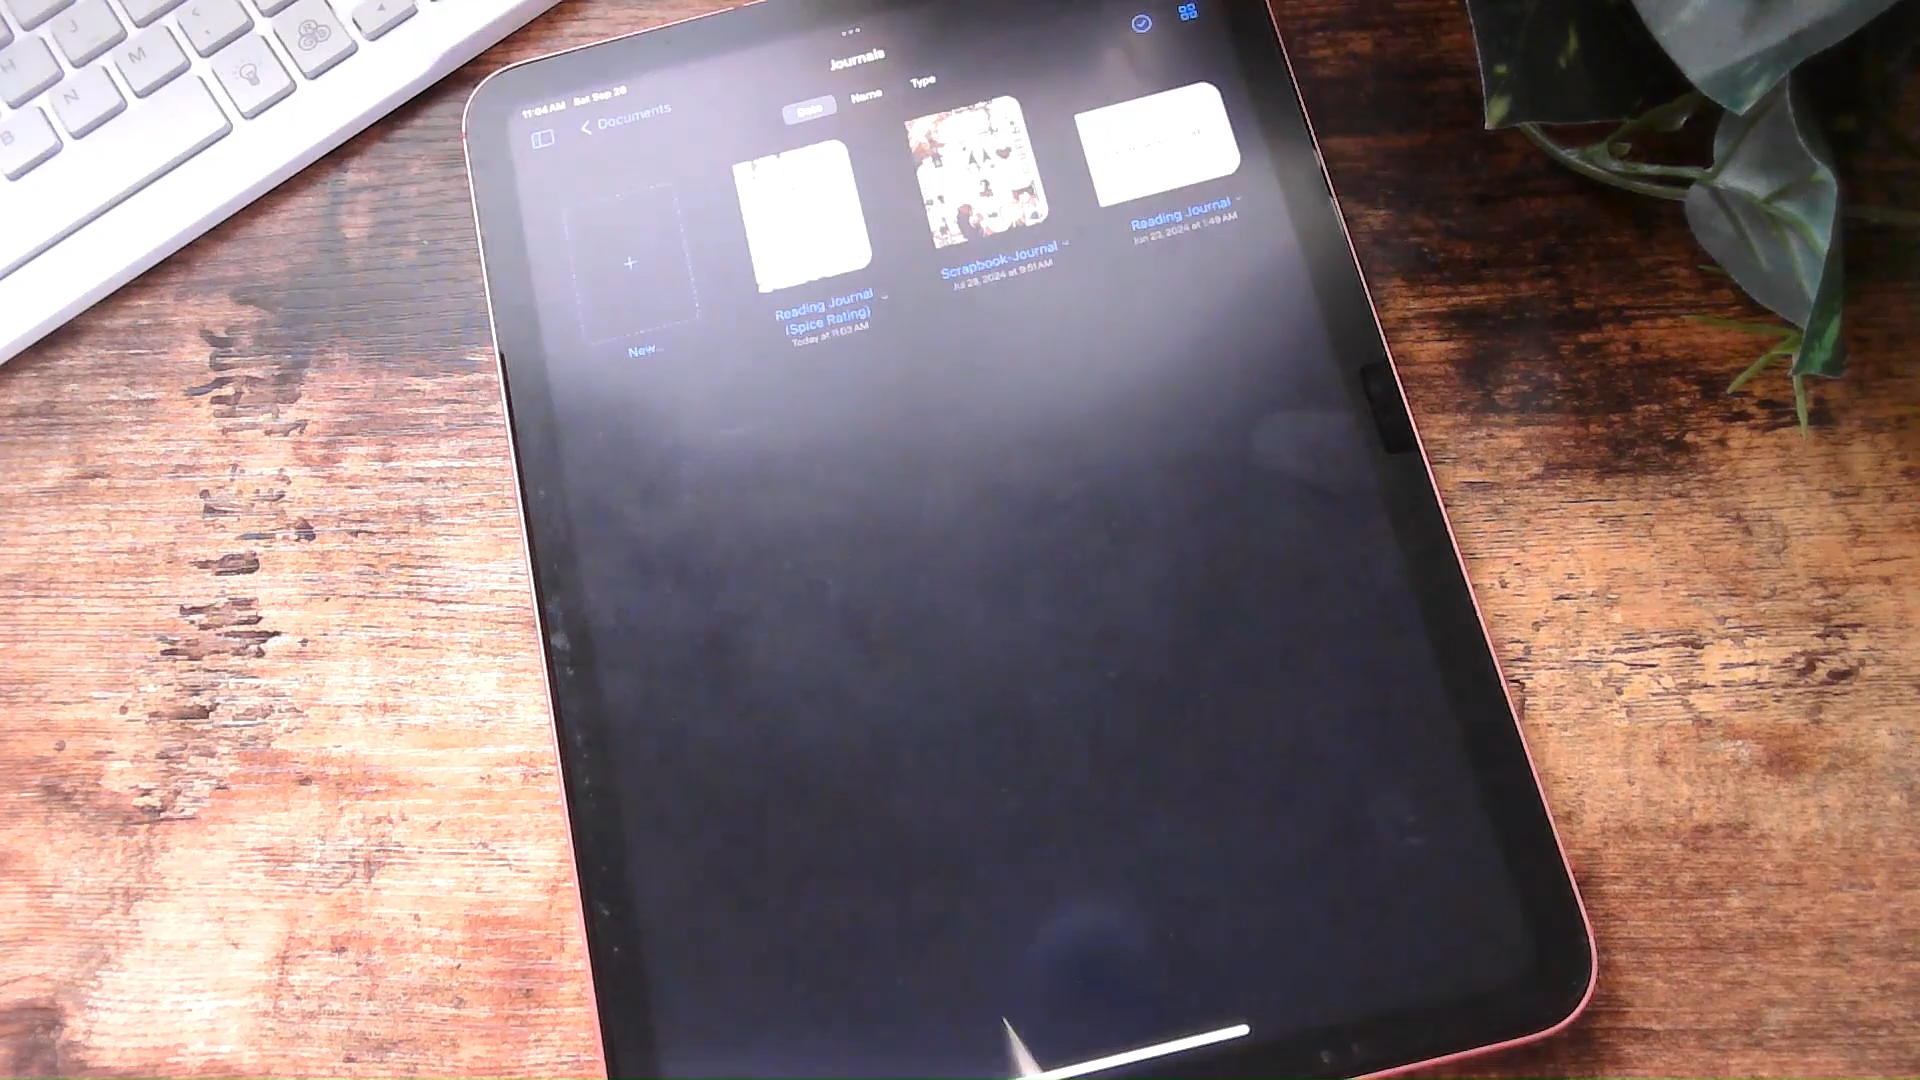 J
<
H
M
N
B
11:04 AM Sat Sep 28
Documents
Journals
Date
Name
Type
New...
Reading Journal
(Spice Rating)
Today at 11:03 AM
Scrapbook-Journal
Jul 28, 2024 at 9:51 AM
Reading Journal
Jun 23, 2024 at 1:49 AM